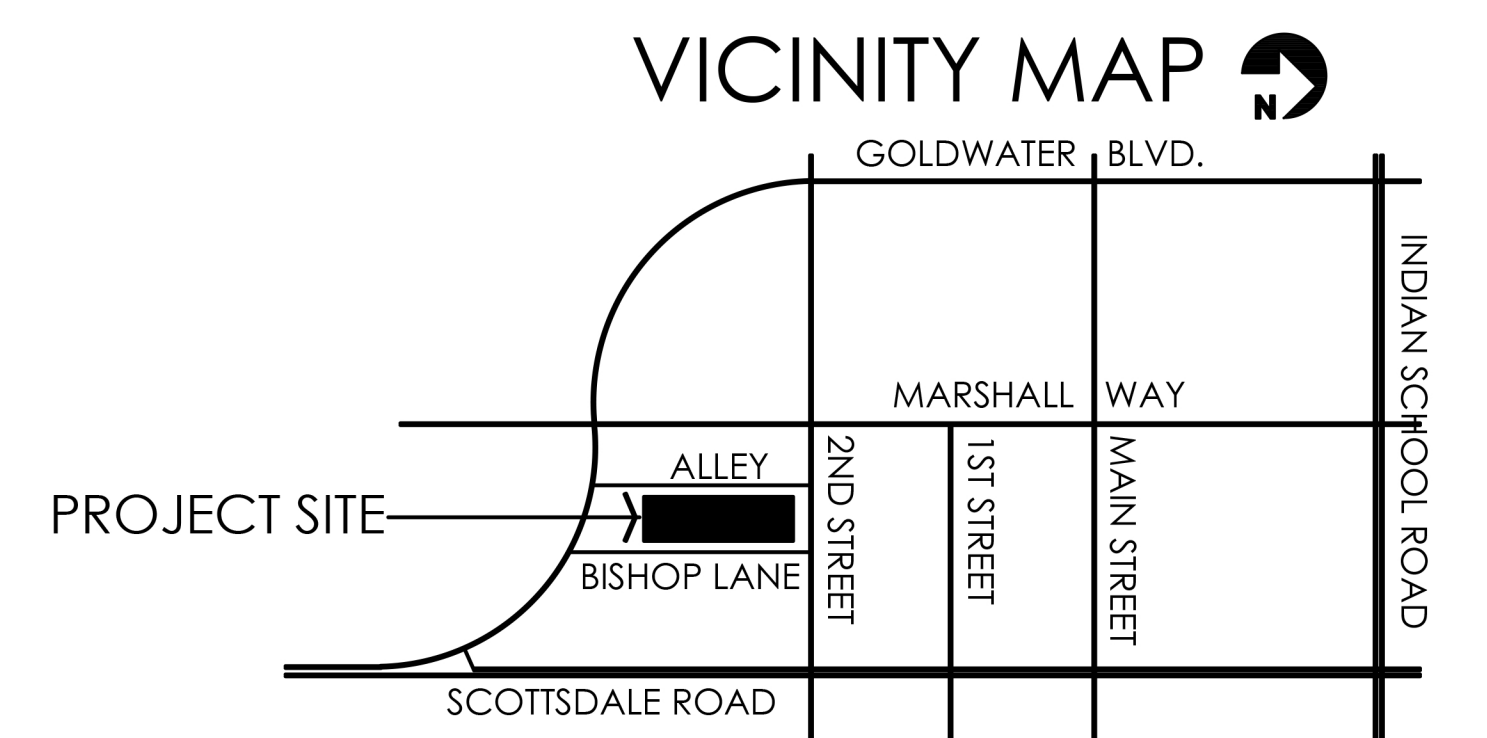 VICINITY MAP
N
GOLDWATER BLVD.
INDIAN SCHOOL ROAD
MARSHALL WAY
2ND STREET
1ST STREET
MAIN STREET
ALLEY
PROJECT SITE
BISHOP LANE
SCOTTSDALE ROAD